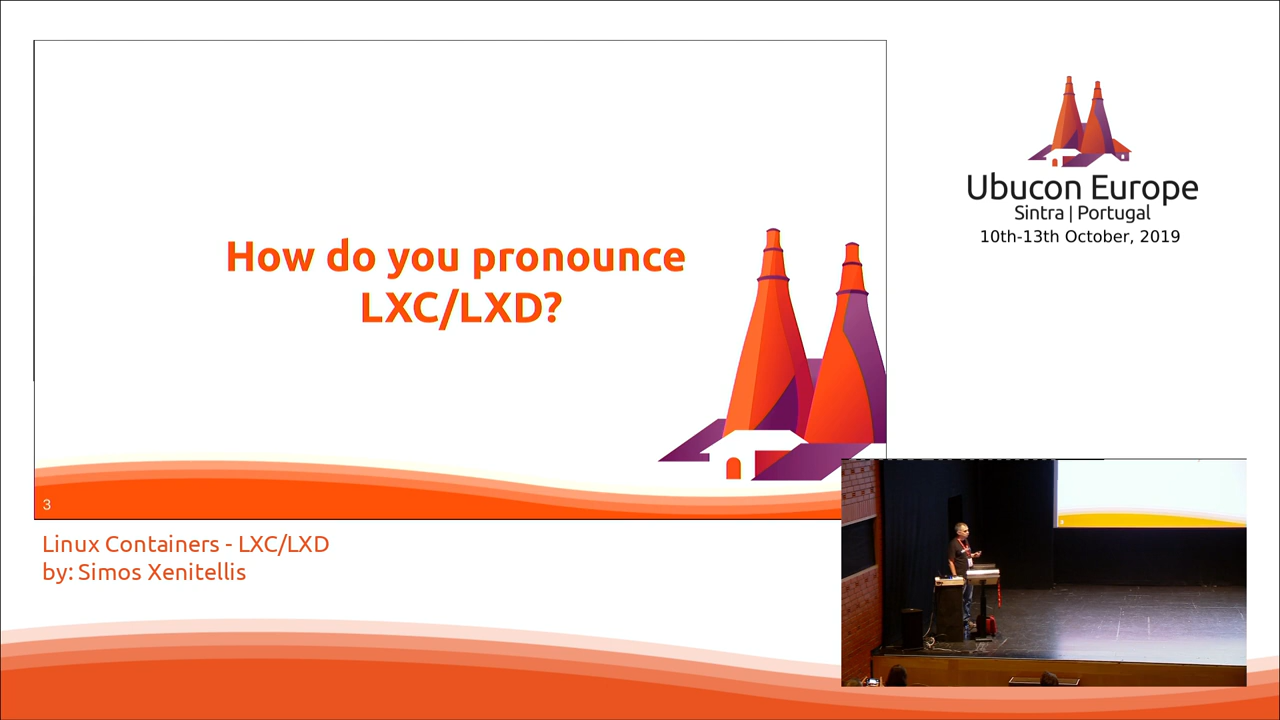 How do you pronounce
LXC/LXD?
3
Linux Containers - LXC/LXD
by: Simos Xenitellis
Ubucon Europe
Sintra | Portugal
10th-13th October, 2019